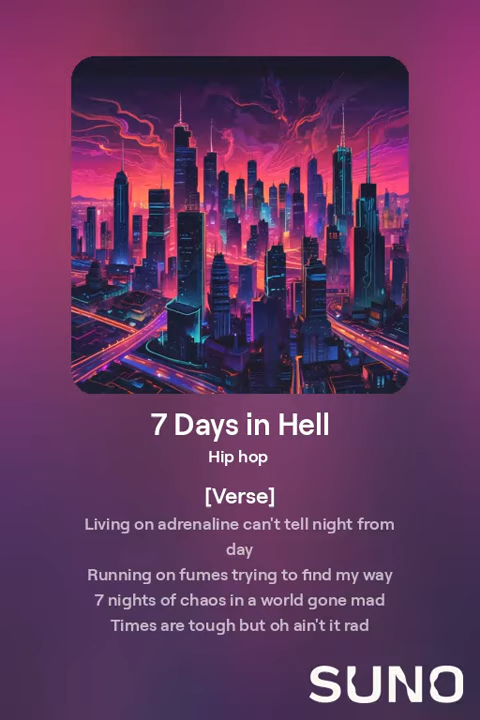 7 Days in Hell
Hip hop
[Verse]
Living on adrenaline can't tell night from
day
Running on fumes trying to find my way
7 nights of chaos in a world gone mad
Times are tough but oh ain't it rad
SUNO